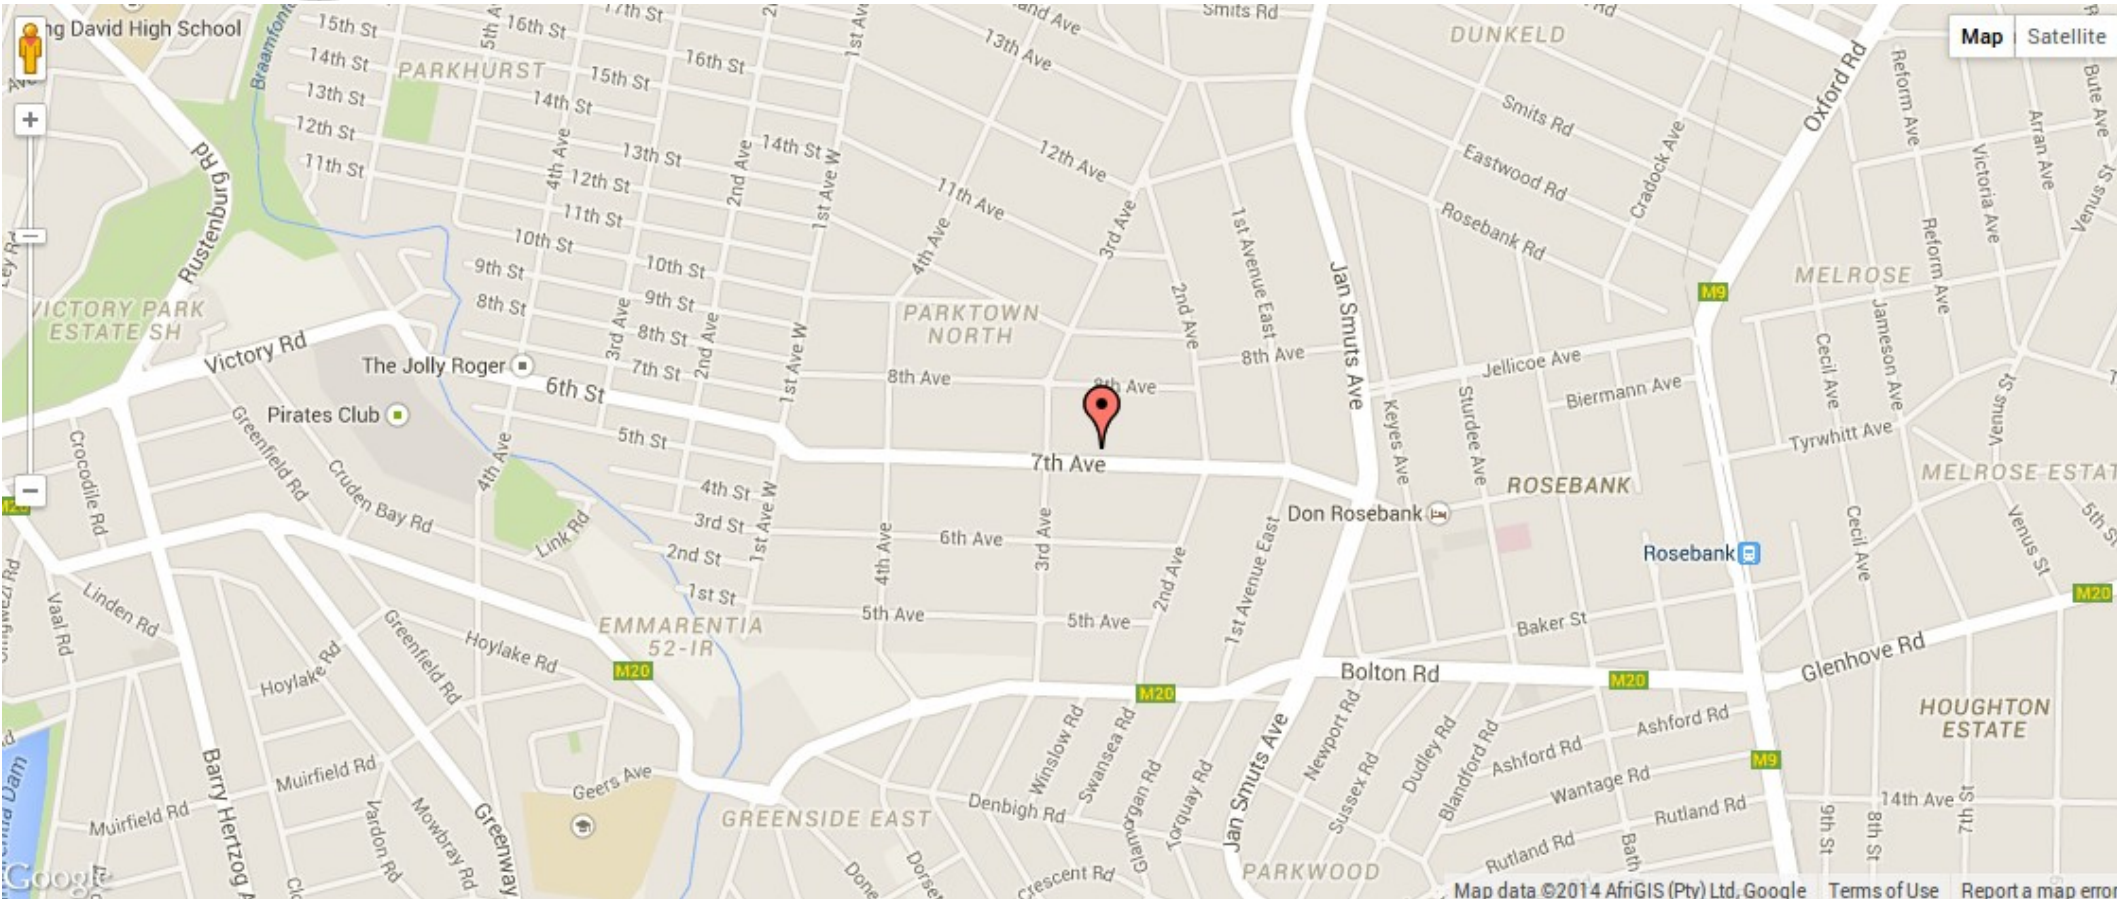 17th St
and Ave
Smits Rd
15th St
16th St
5th A
1st Av
13th Ave
DUNKELD
Map
Satellite
ng David High School
14th St
PARKHURST
16th St
15th St
Braamfont
Oxford Rd
Reform Ave
Bute Ave
13th St
14th St
Smits Rd
12th St
14th St
12th Ave
Cradock Ave
Arran Ave
11th St
4th Ave
13th St
2nd Ave
1st Ave W
Eastwood Rd
Victoria Ave
Venus St
12th St
11th Ave
Rustenburg Rd
11th St
3rd Ave
1st Avenue East
Rosebank Rd
Reform Ave
10th St
4th Ave
9th St
10th St
Jan Smuts Ave
M9
MELROSE
8th St
9th St
VICTORY PARK
ESTATE SH
3rd Ave
2nd Ave
1st Ave W
PARKTOWN
NORTH
2nd Ave
Jameson Ave
Cecil Ave
Victory Rd
8th St
8th Ave
Jellicoe Ave
The Jolly Roger
7th St
8th Ave
8th Ave
Biermann Ave
6th St
Pirates Club
Keyes Ave
Sturdee Ave
Venus St
Greenfield Rd
5th St
Tyrwhitt Ave
Crocodile Rd
4th Ave
7th Ave
ROSEBANK
MELROSE ESTAT
Cruden Bay Rd
4th St
1st Ave W
M20
3rd St
Don Rosebank
5th St
Link Rd
2nd St
4th Ave
6th Ave
3rd Ave
2nd Ave
1st Avenue East
Rosebank
Cecil Ave
Venus St
Linden Rd
1st St
M20
Vaal Rd
5th Ave
5th Ave
Baker St
Greenfield Rd
EMMARENTIA
52-IR
Hoylake Rd
Hoylake Rd
M20
M20
Bolton Rd
M20
Glenhove Rd
Winslow Rd
Swansea Rd
Newport Rd
Ashford Rd
HOUGHTON
ESTATE
Barry Hertzog A
Muirfield Rd
Geers Ave
Glamorgan Rd
Torquay Rd
Jan Smuts Ave
Sussex Rd
Dudley Rd
Blandford Rd
Ashford Rd
M9
Wantage Rd
Muirfield Rd
Vardon Rd
Mowbray Rd
Greenway
GREENSIDE EAST
Denbigh Rd
Rutland Rd
14th Ave
7th St
9th St
8th St
Dorset
Crescent Rd
PARKWOOD
Rutland Rd
Bath
Google
Map data ©2014 AfriGIS (Pty) Ltd, Google
Terms of Use
Report a map error